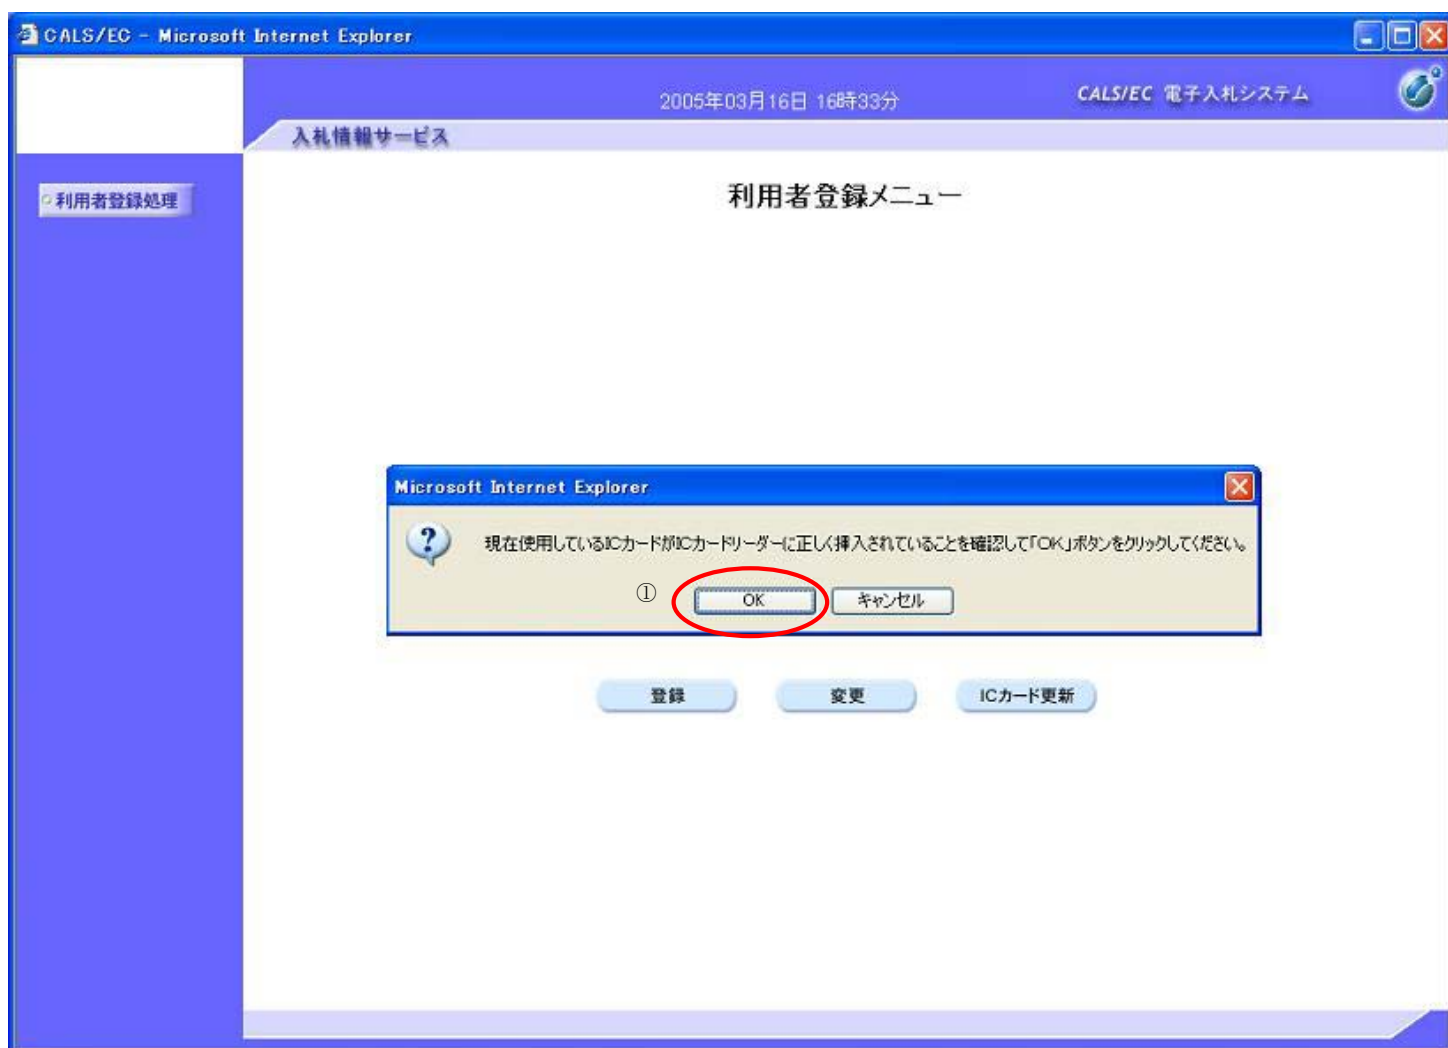 CALS/EC - Microsoft Internet Explorer
2005年03月16日 16時33分
CALS/EC 電子入札システム
入札情報サービス
利用者登録処理
利用者登録メニュー
Microsoft Internet Explorer
現在使用しているICカードがICカードリーダーに正しく挿入されていることを確認して「OK」ボタンをクリックしてください。
① OK キャンセル
登録 変更 ICカード更新